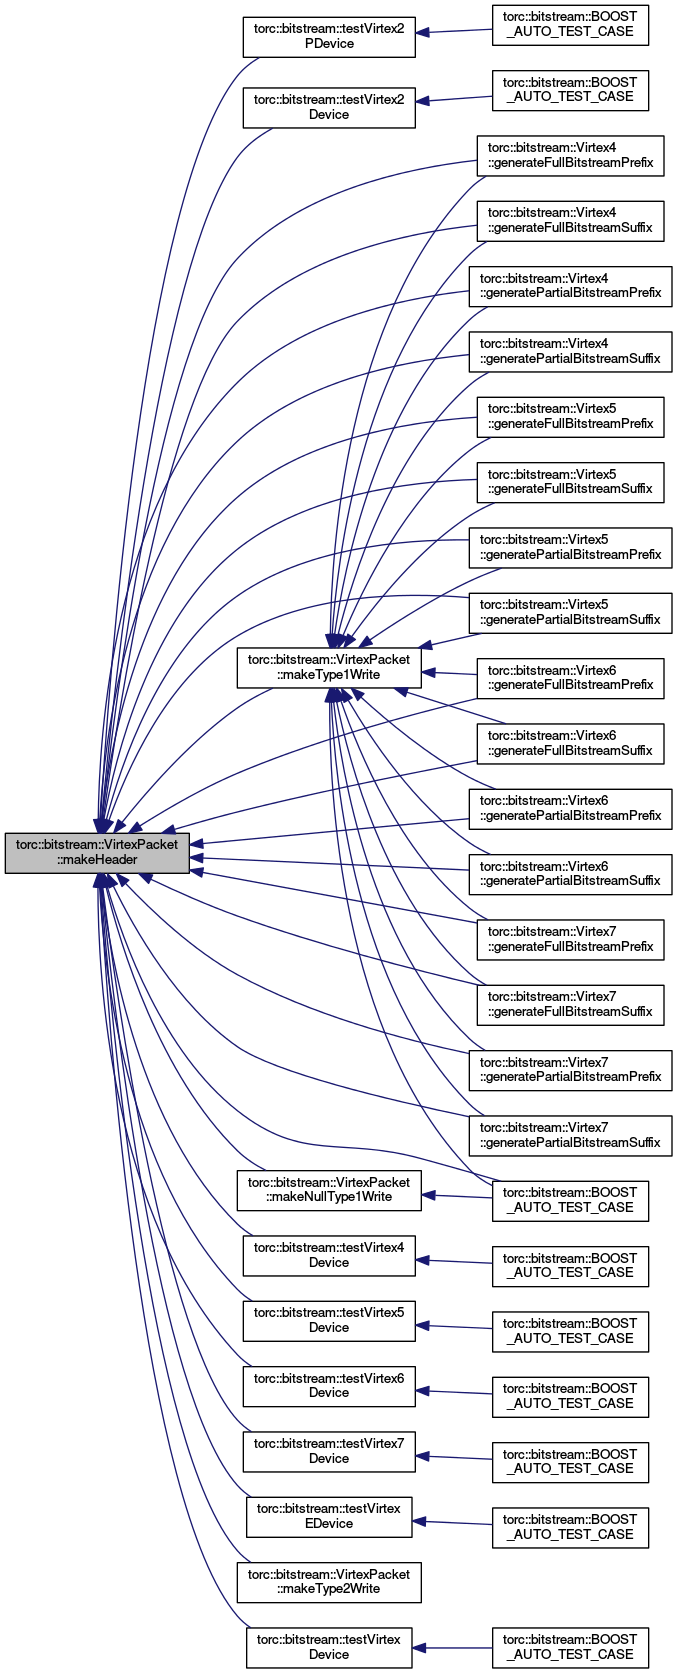 torc::bitstream::testVirtex2
PDevice
torc::bitstream::BOOST
_AUTO_TEST_CASE
torc::bitstream::testVirtex2
Device
torc::bitstream::BOOST
_AUTO_TEST_CASE
torc::bitstream::Virtex4
::generateFullBitstreamPrefix
torc::bitstream::Virtex4
::generateFullBitstreamSuffix
torc::bitstream::Virtex4
::generatePartialBitstreamPrefix
torc::bitstream::Virtex4
::generatePartialBitstreamSuffix
torc::bitstream::Virtex5
::generateFullBitstreamPrefix
torc::bitstream::Virtex5
::generateFullBitstreamSuffix
torc::bitstream::Virtex5
::generatePartialBitstreamPrefix
torc::bitstream::Virtex5
::generatePartialBitstreamSuffix
torc::bitstream::VirtexPacket
::makeType1Write
torc::bitstream::Virtex6
::generateFullBitstreamPrefix
torc::bitstream::Virtex6
::generateFullBitstreamSuffix
torc::bitstream::Virtex6
::generatePartialBitstreamPrefix
torc::bitstream::VirtexPacket
::makeHeader
torc::bitstream::Virtex6
::generatePartialBitstreamSuffix
torc::bitstream::Virtex7
::generateFullBitstreamPrefix
torc::bitstream::Virtex7
::generateFullBitstreamSuffix
torc::bitstream::Virtex7
::generatePartialBitstreamPrefix
torc::bitstream::Virtex7
::generatePartialBitstreamSuffix
torc::bitstream::VirtexPacket
::makeNullType1Write
torc::bitstream::BOOST
_AUTO_TEST_CASE
torc::bitstream::testVirtex4
Device
torc::bitstream::BOOST
_AUTO_TEST_CASE
torc::bitstream::testVirtex5
Device
torc::bitstream::BOOST
_AUTO_TEST_CASE
torc::bitstream::testVirtex6
Device
torc::bitstream::BOOST
_AUTO_TEST_CASE
torc::bitstream::testVirtex7
Device
torc::bitstream::BOOST
_AUTO_TEST_CASE
torc::bitstream::testVirtex
EDevice
torc::bitstream::BOOST
_AUTO_TEST_CASE
torc::bitstream::VirtexPacket
::makeType2Write
torc::bitstream::testVirtex
Device
torc::bitstream::BOOST
_AUTO_TEST_CASE